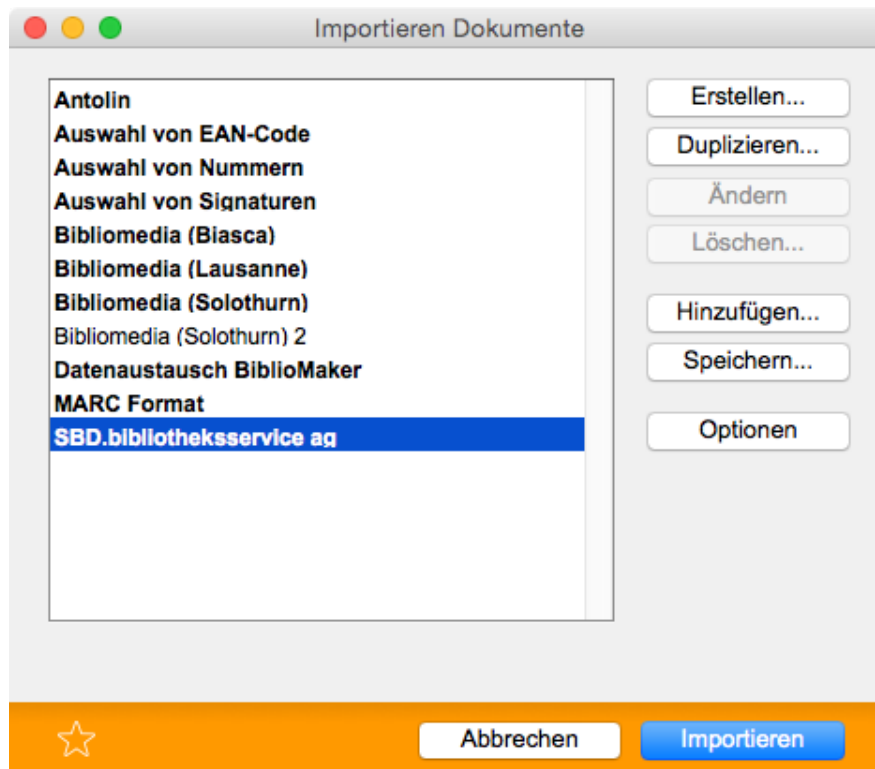 Importieren Dokumente
Antolin
Auswahl von EAN-Code
Auswahl von Nummern
Auswahl von Signaturen
Bibliomedia (Biasca)
Bibliomedia (Lausanne)
Bibliomedia (Solothurn)
Bibliomedia (Solothurn) 2
Datenaustausch BiblioMaker
MARC Format
SBD.bibliotheksservice ag
Erstellen...
Duplizieren...
Ändern
Löschen...
Hinzufügen...
Speichern...
Optionen
Abbrechen
Importieren